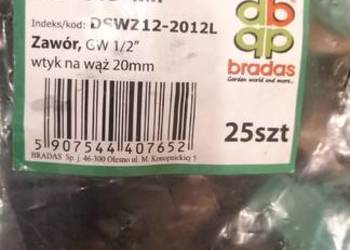 Indeks/kod: DSWZ12-2012L
Zawór, GW 1/2"
wtyk na wąż 20mm
bradas
Garden world and more...
25szt
5 907544 407652
BRADAS Sp. j. 46-300 Olesno ul. M. Konopnickiej 5